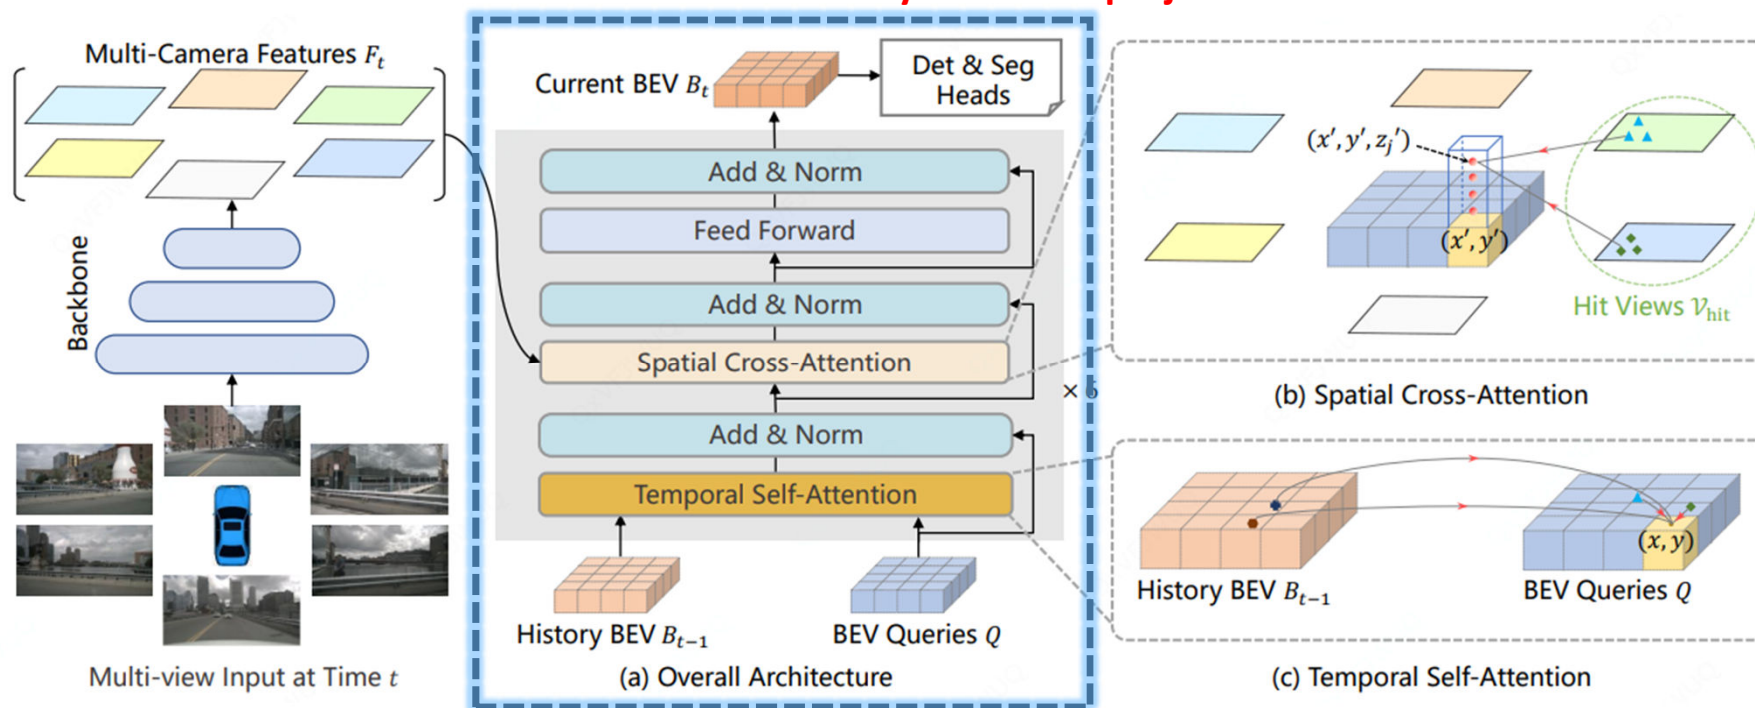 Multi-Camera Features F_t
Backbone
Multi-view Input at Time t
Current BEV B_t
Det & Seg
Heads
Add & Norm
Feed Forward
Add & Norm
Spatial Cross-Attention
× 6
Add & Norm
Temporal Self-Attention
History BEV B_{t−1}
BEV Queries Q
(a) Overall Architecture
(x′, y′, z_j′)
(x′, y′)
Hit Views 𝒱_hit
(b) Spatial Cross-Attention
(x, y)
History BEV B_{t−1}
BEV Queries Q
(c) Temporal Self-Attention